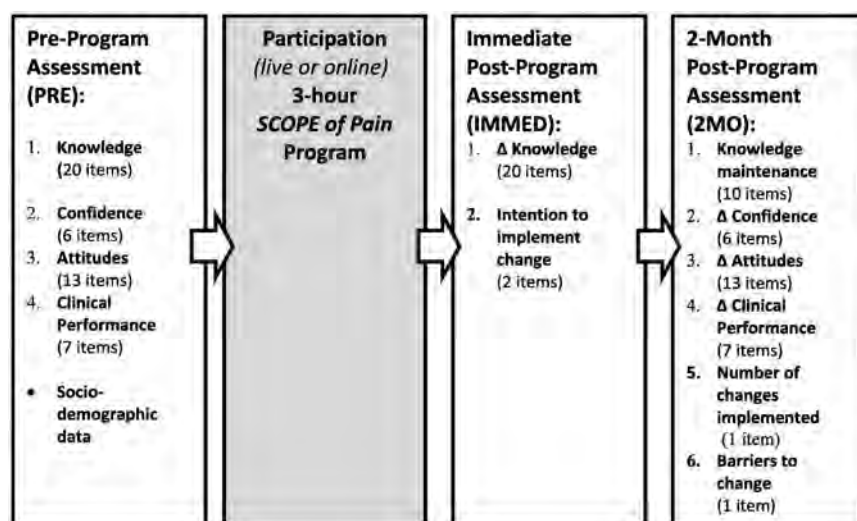 Pre-Program
Assessment
(PRE):
1. Knowledge
(20 items)
2. Confidence
(6 items)
3. Attitudes
(13 items)
4. Clinical
Performance
(7 items)
• Socio-
demographic
data
Participation
(live or online)
3-hour
SCOPE of Pain
Program
Immediate
Post-Program
Assessment
(IMMED):
1. Δ Knowledge
(20 items)
2. Intention to
implement
change
(2 items)
2-Month
Post-Program
Assessment
(2MO):
1. Knowledge
maintenance
(10 items)
2. Δ Confidence
(6 items)
3. Δ Attitudes
(13 items)
4. Δ Clinical
Performance
(7 items)
5. Number of
changes
implemented
(1 item)
6. Barriers to
change
(1 item)